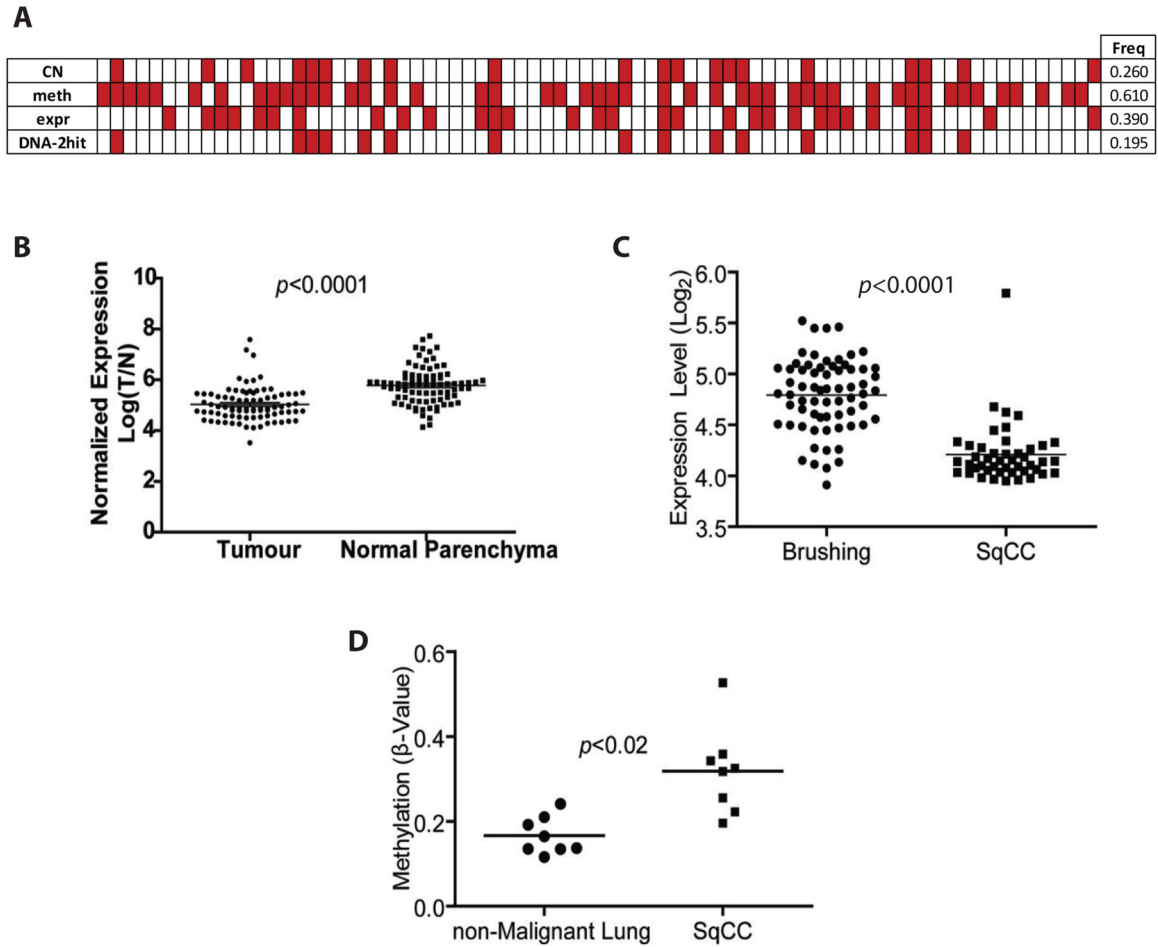 A
Freq
CN 0.260
meth 0.610
expr 0.390
DNA-2hit 0.195
B
Normalized Expression
Log(T/N)
10
8
6
4
2
0
p<0.0001
Tumour
Normal Parenchyma
C
Expression Level (Log2)
6.0
5.5
5.0
4.5
4.0
3.5
p<0.0001
Brushing
SqCC
D
Methylation (β-Value)
0.6
0.4
0.2
0.0
p<0.02
non-Malignant Lung
SqCC